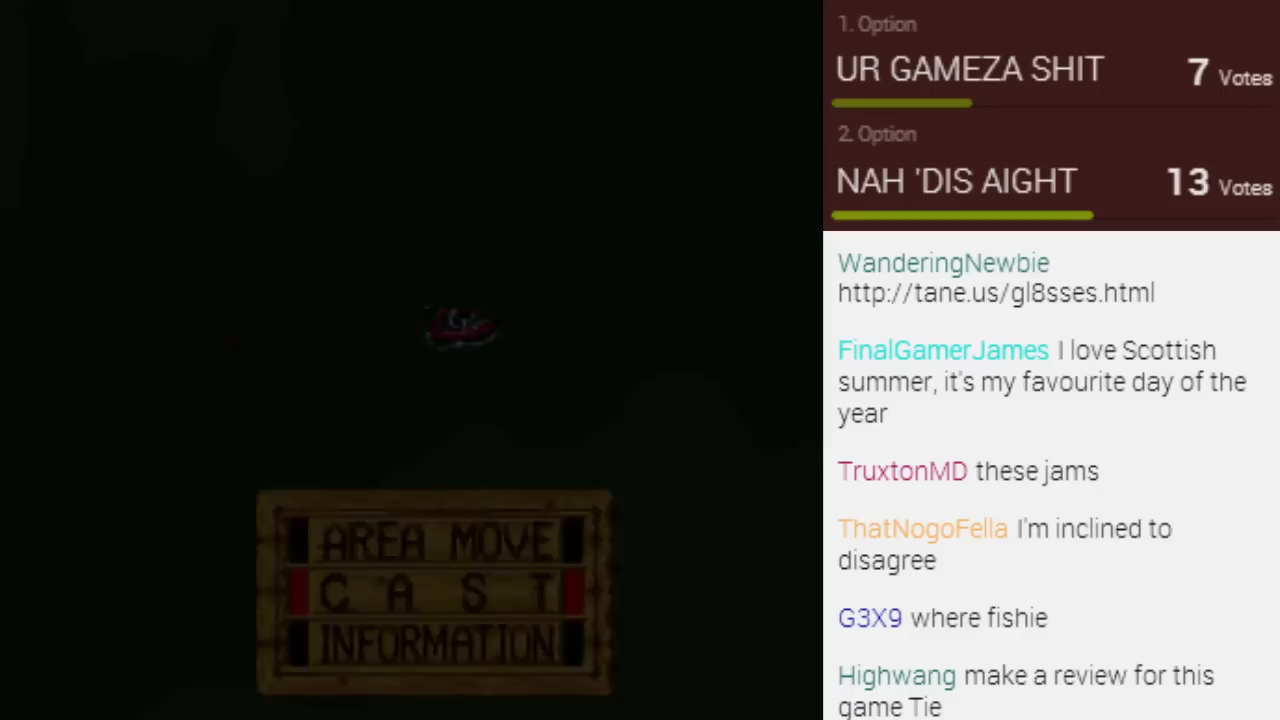 G
AREA MOVE
CAST
INFORMATION
1. Option
UR GAMEZA SHIT 7 Votes
2. Option
NAH 'DIS AIGHT 13 Votes
WanderingNewbie
http://tane.us/gl8sses.html
FinalGamerJames I love Scottish
summer, it's my favourite day of the
year
TruxtonMD these jams
ThatNogoFella I'm inclined to
disagree
G3X9 where fishie
Highwang make a review for this
game Tie